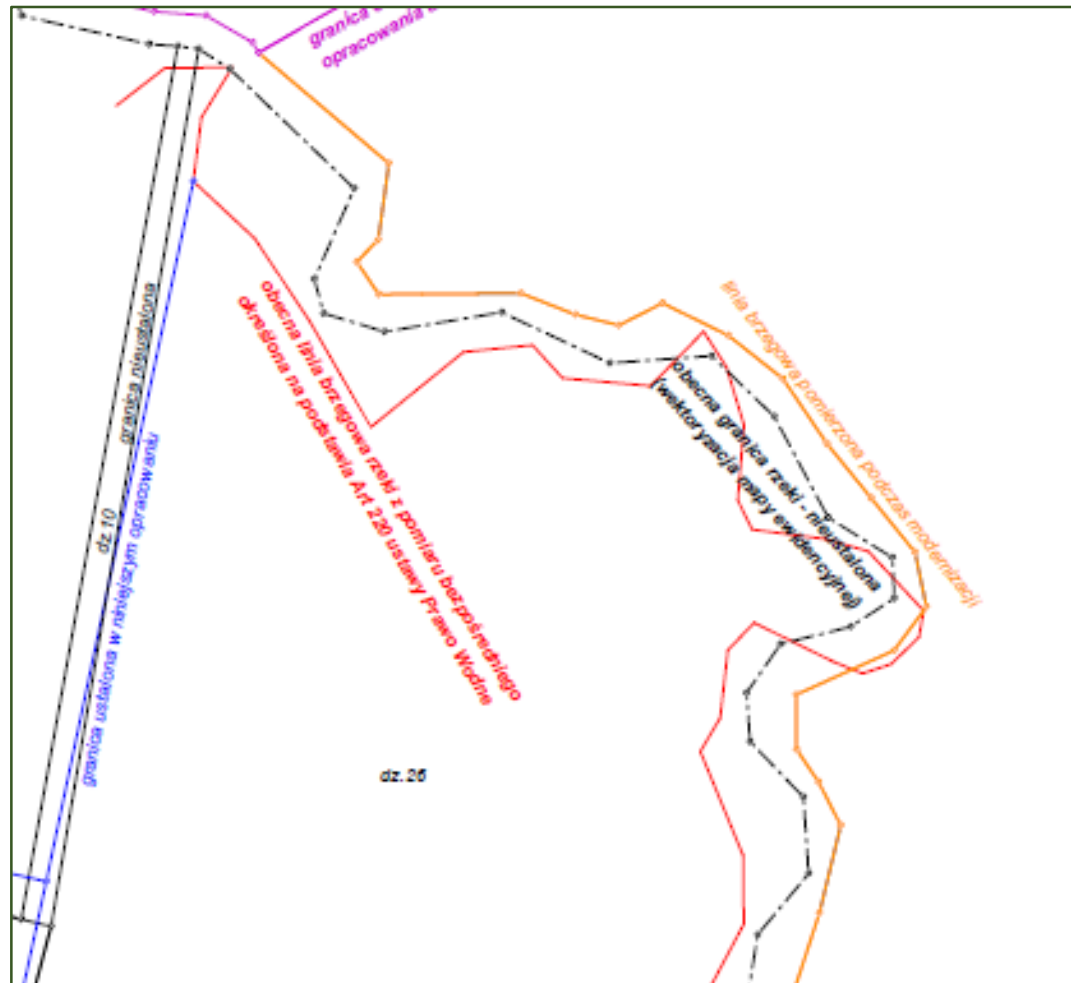 granica
opracowania
granica nieustalona
dz.10
granica ustalona w niniejszym opracowaniu
obecna linia brzegowa rzeki z pomiaru bezpośredniego
określona na podstawia Art 220 ustawy Prawo Wodne
obecna granica rzeki - nieustalona
(wektoryzacja mapy ewidencyjnej)
linia brzegowa pomierzona podczas modernizacji
dz.26